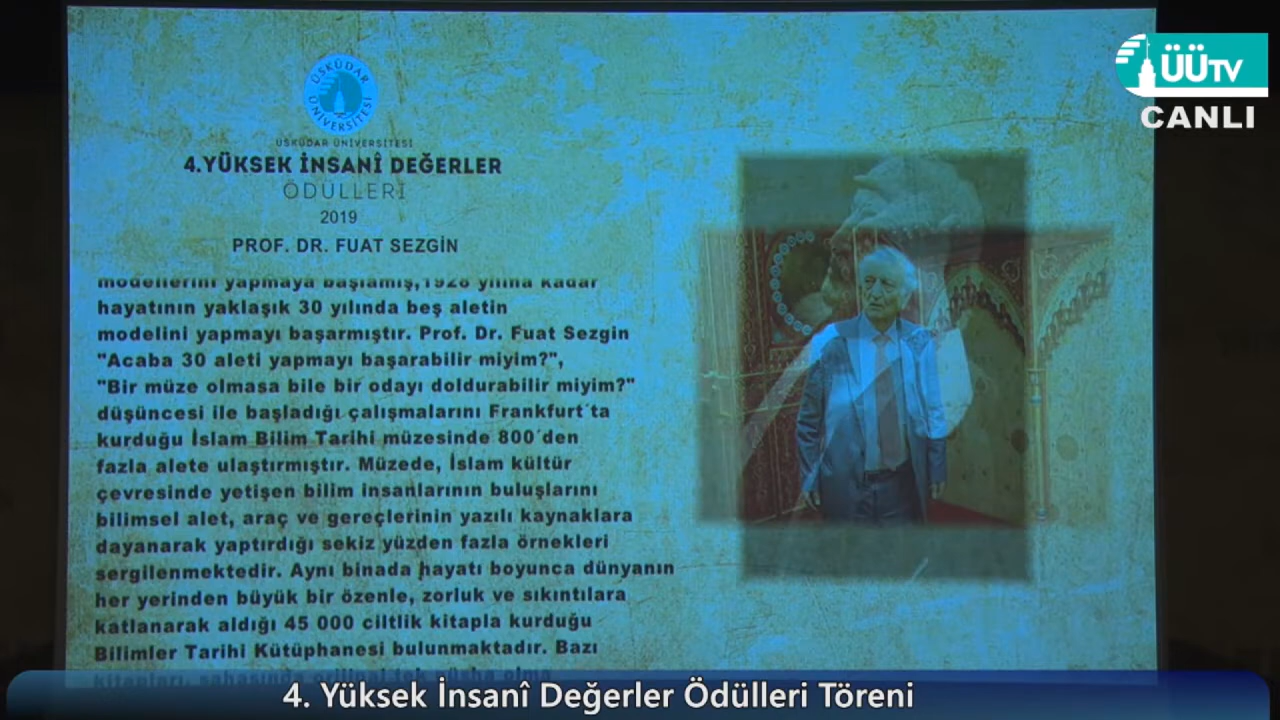 ÜÜTV
CANLI
ÜSKÜDAR ÜNİVERSİTESİ
ÜSKÜDAR ÜNİVERSİTESİ
4.YÜKSEK İNSANÎ DEĞERLER
ÖDÜLLERİ
2019
PROF. DR. FUAT SEZGİN
modellerini yapmaya başlamış,1928 yılına kadar
hayatının yaklaşık 30 yılında beş aletin
modelini yapmayı başarmıştır. Prof. Dr. Fuat Sezgin
"Acaba 30 aleti yapmayı başarabilir miyim?",
"Bir müze olmasa bile bir odayı doldurabilir miyim?"
düşüncesi ile başladığı çalışmalarını Frankfurt´ta
kurduğu İslam Bilim Tarihi müzesinde 800´den
fazla alete ulaştırmıştır. Müzede, İslam kültür
çevresinde yetişen bilim insanlarının buluşlarını
bilimsel alet, araç ve gereçlerinin yazılı kaynaklara
dayanarak yaptırdığı sekiz yüzden fazla örnekleri
sergilenmektedir. Aynı binada hayatı boyunca dünyanın
her yerinden büyük bir özenle, zorluk ve sıkıntılara
katlanarak aldığı 45 000 ciltlik kitapla kurduğu
Bilimler Tarihi Kütüphanesi bulunmaktadır. Bazı
4. Yüksek İnsanî Değerler Ödülleri Töreni